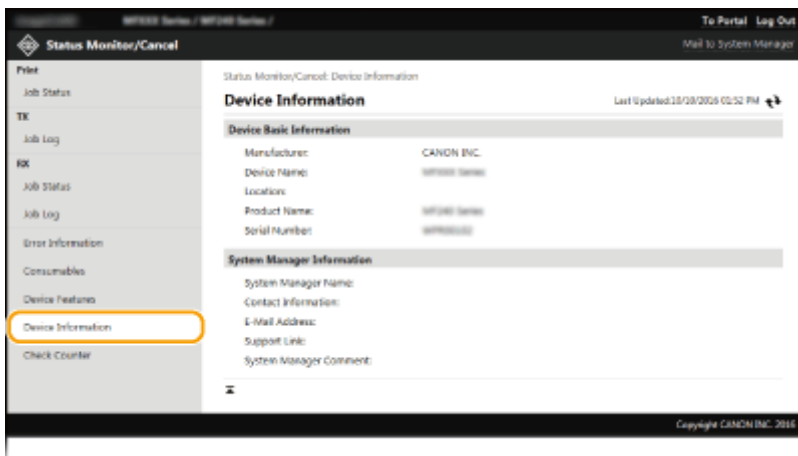 To Portal Log Out
Status Monitor/Cancel
Mail to System Manager
Print
Job Status
TX
Job Log
RX
Job Status
Job Log
Error Information
Consumables
Device Features
Device Information
Check Counter
Status Monitor/Cancel: Device Information
Device Information
Last Updated:10/10/2016 01:52 PM
Device Basic Information
Manufacturer: CANON INC.
Device Name: Series
Location:
Product Name: MF240 Series
Serial Number:
System Manager Information
System Manager Name:
Contact Information:
E-Mail Address:
Support Link:
System Manager Comment:
Copyright CANON INC. 2016